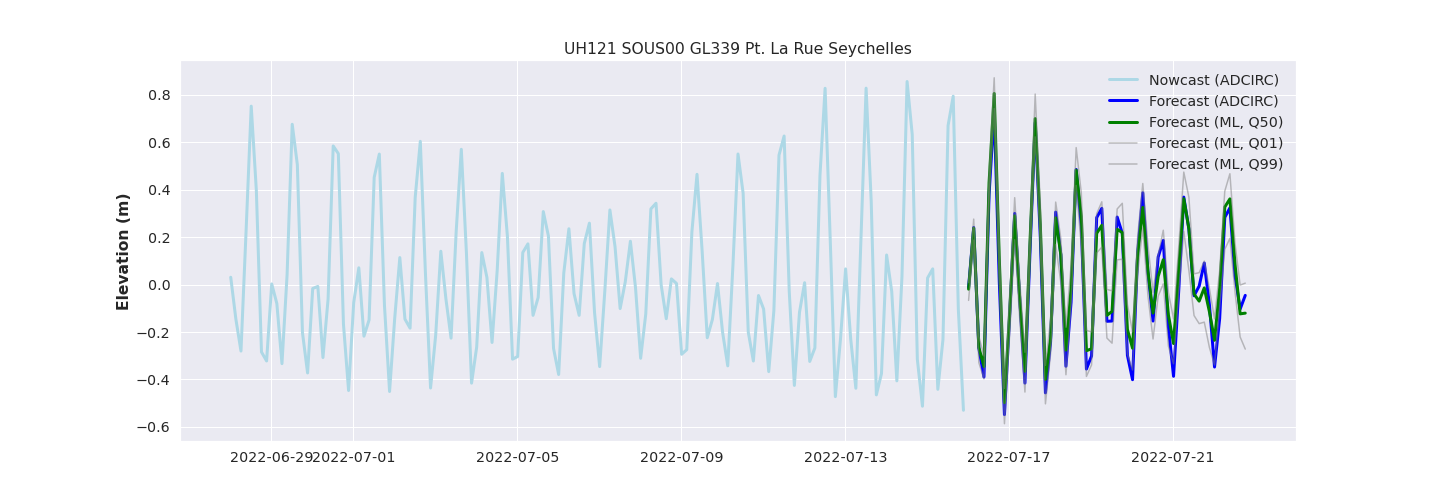 UH121 SOUS00 GL339 Pt. La Rue Seychelles
Nowcast (ADCIRC)
Forecast (ADCIRC)
Forecast (ML, Q50)
Forecast (ML, Q01)
Forecast (ML, Q99)
Elevation (m)
0.8
0.6
0.4
0.2
0.0
−0.2
−0.4
−0.6
2022-06-29 2022-07-01 2022-07-05 2022-07-09 2022-07-13 2022-07-17 2022-07-21